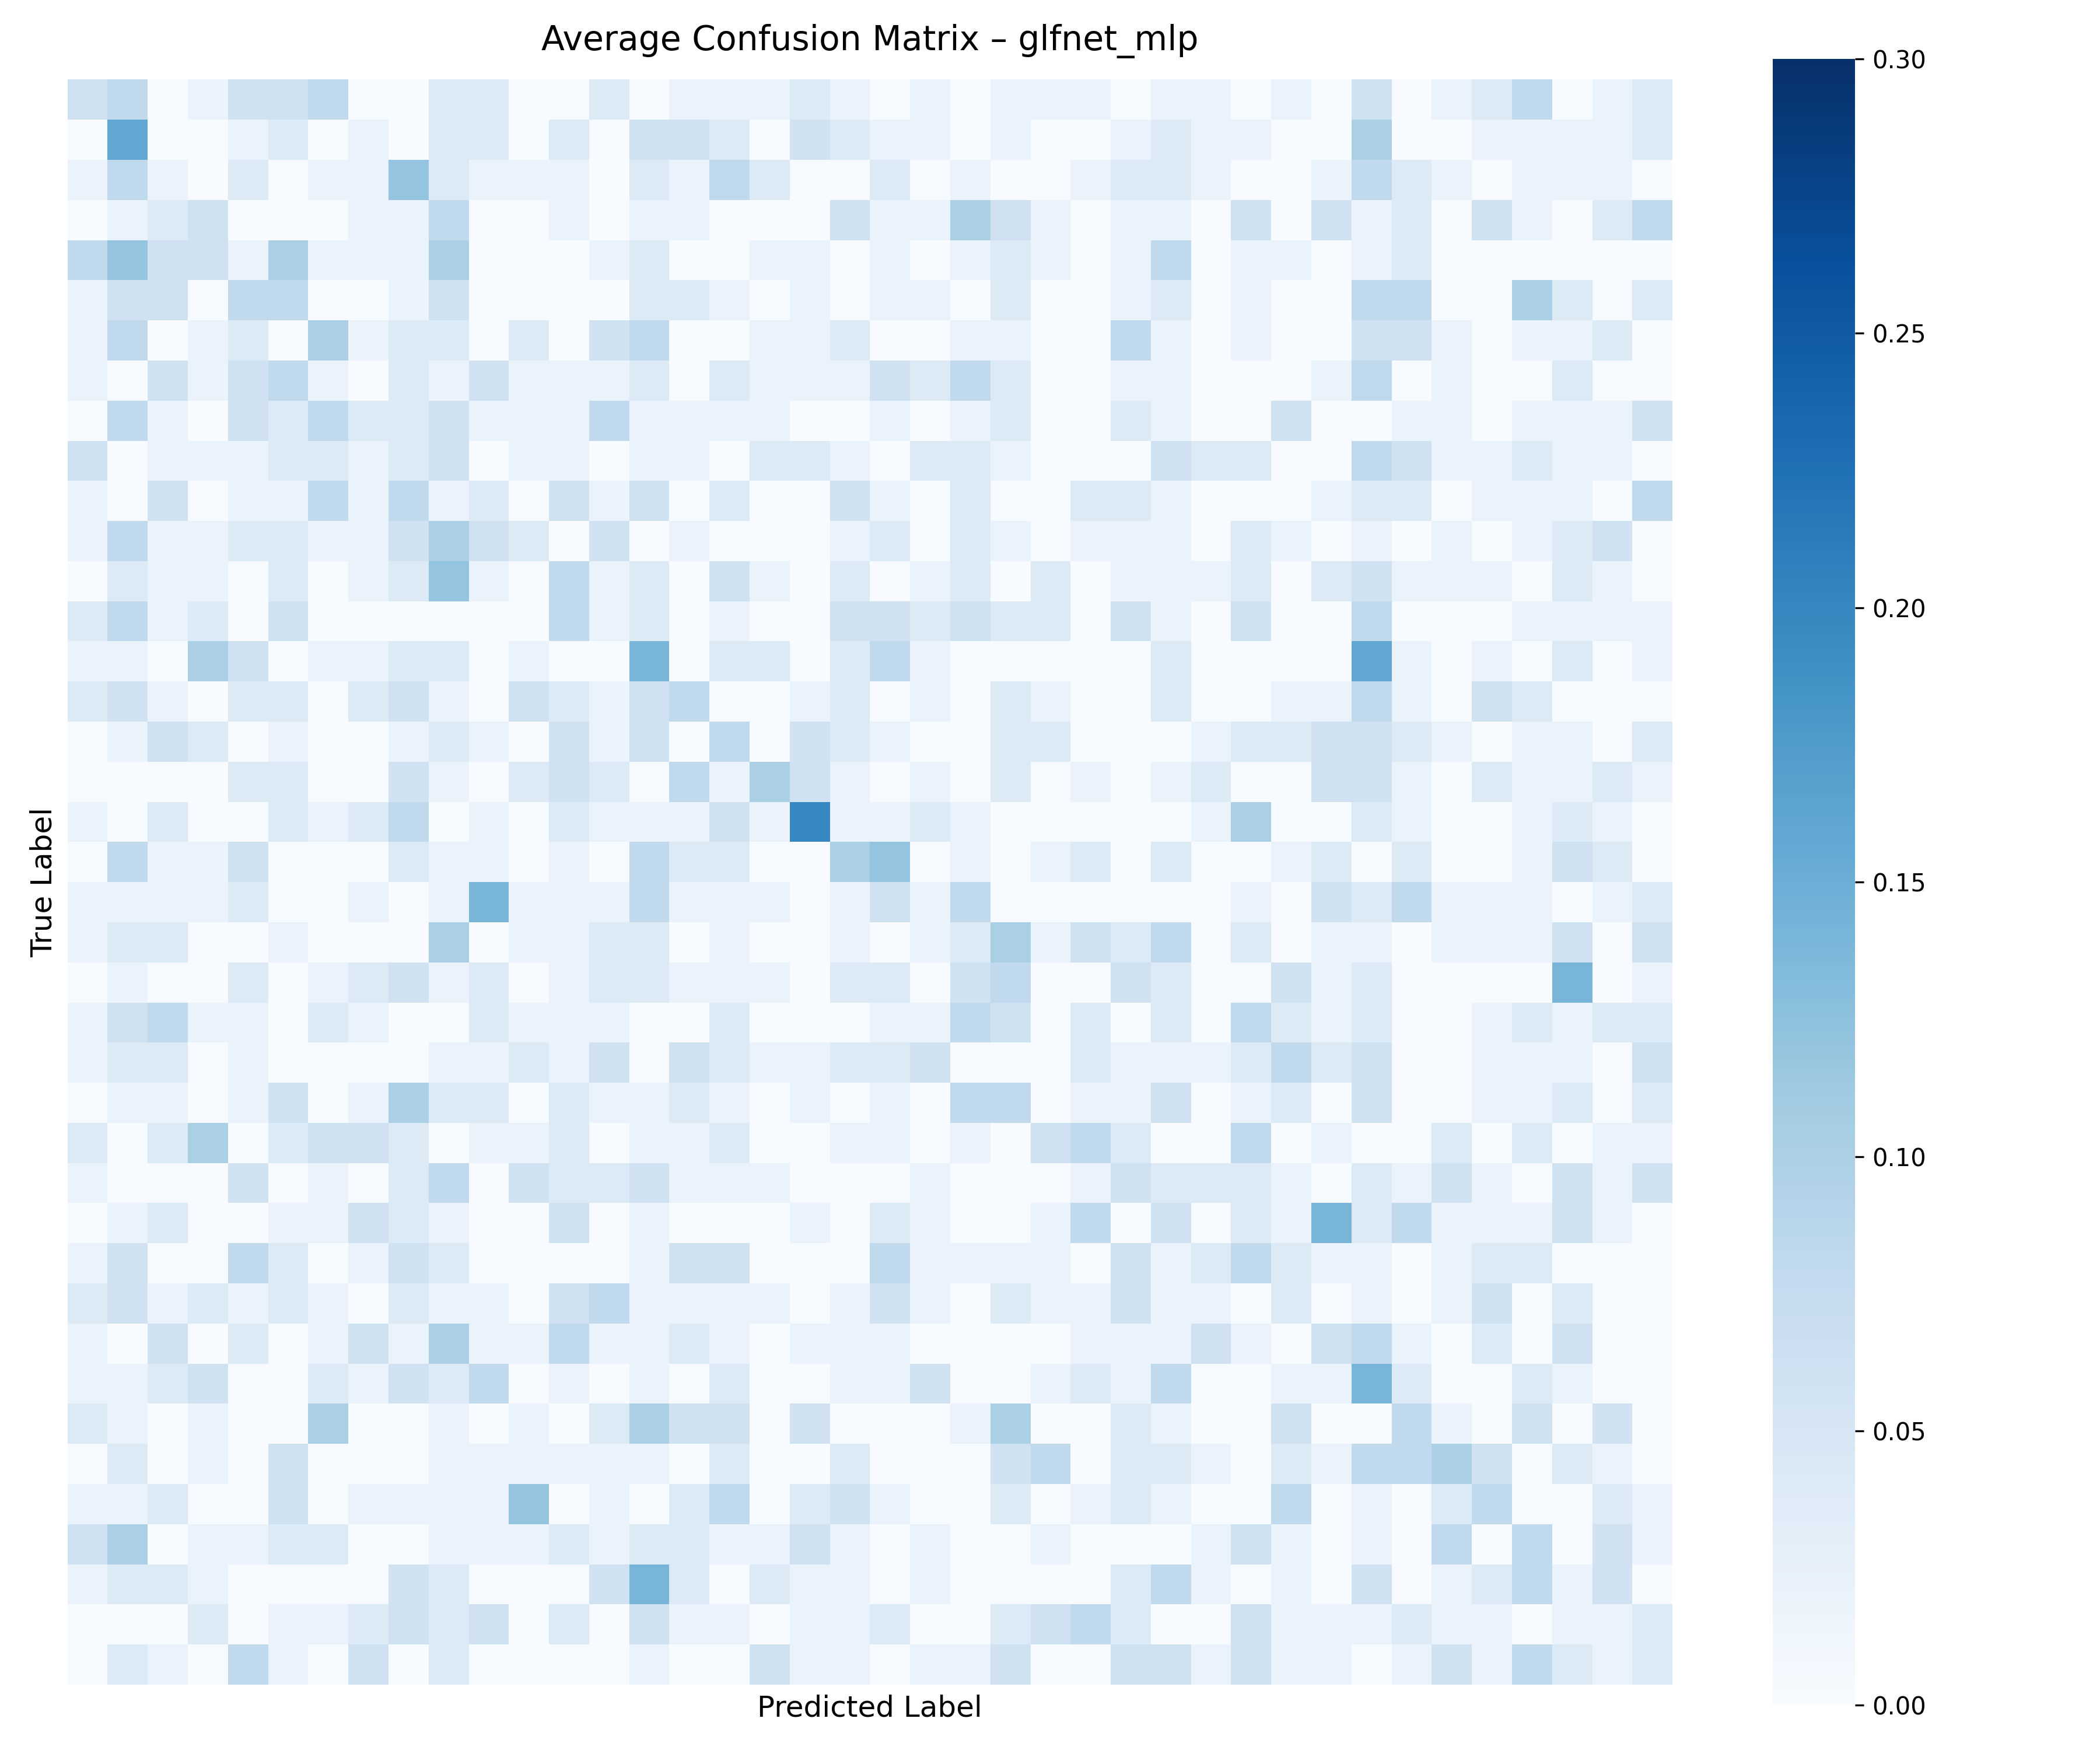 Average Confusion Matrix – glfnet_mlp
True Label
Predicted Label
0.30
0.25
0.20
0.15
0.10
0.05
0.00